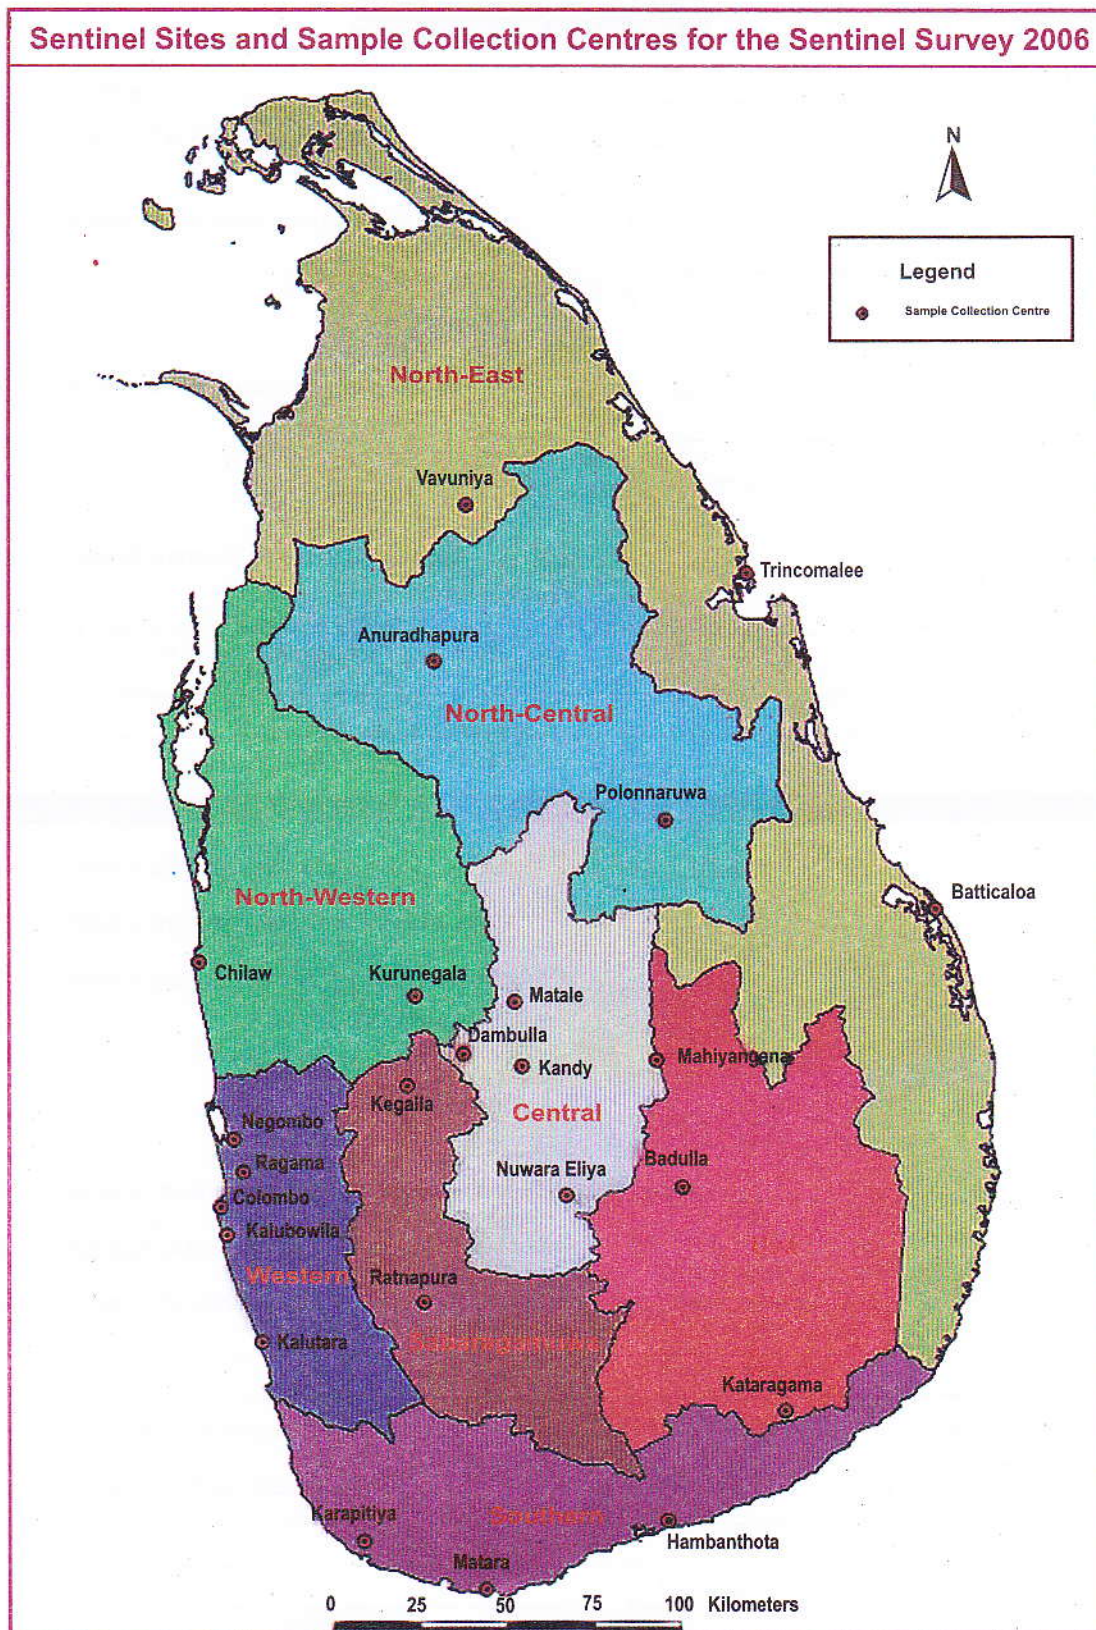 Sentinel Sites and Sample Collection Centres for the Sentinel Survey 2006
N
Legend
Sample Collection Centre
North-East
Vavuniya
Trincomalee
Anuradhapura
North-Central
Polonnaruwa
North-Western
Batticaloa
Chilaw
Kurunegala
Matale
Dambulla
Kandy
Mahiyangana
Kegalla
Central
Negombo
Ragama
Nuwara Eliya
Badulla
Colombo
Kalubowila
Uva
Western
Ratnapura
Kalutara
Kataragama
Southern
Karapitiya
Hambanthota
Matara
0 25 50 75 100 Kilometers